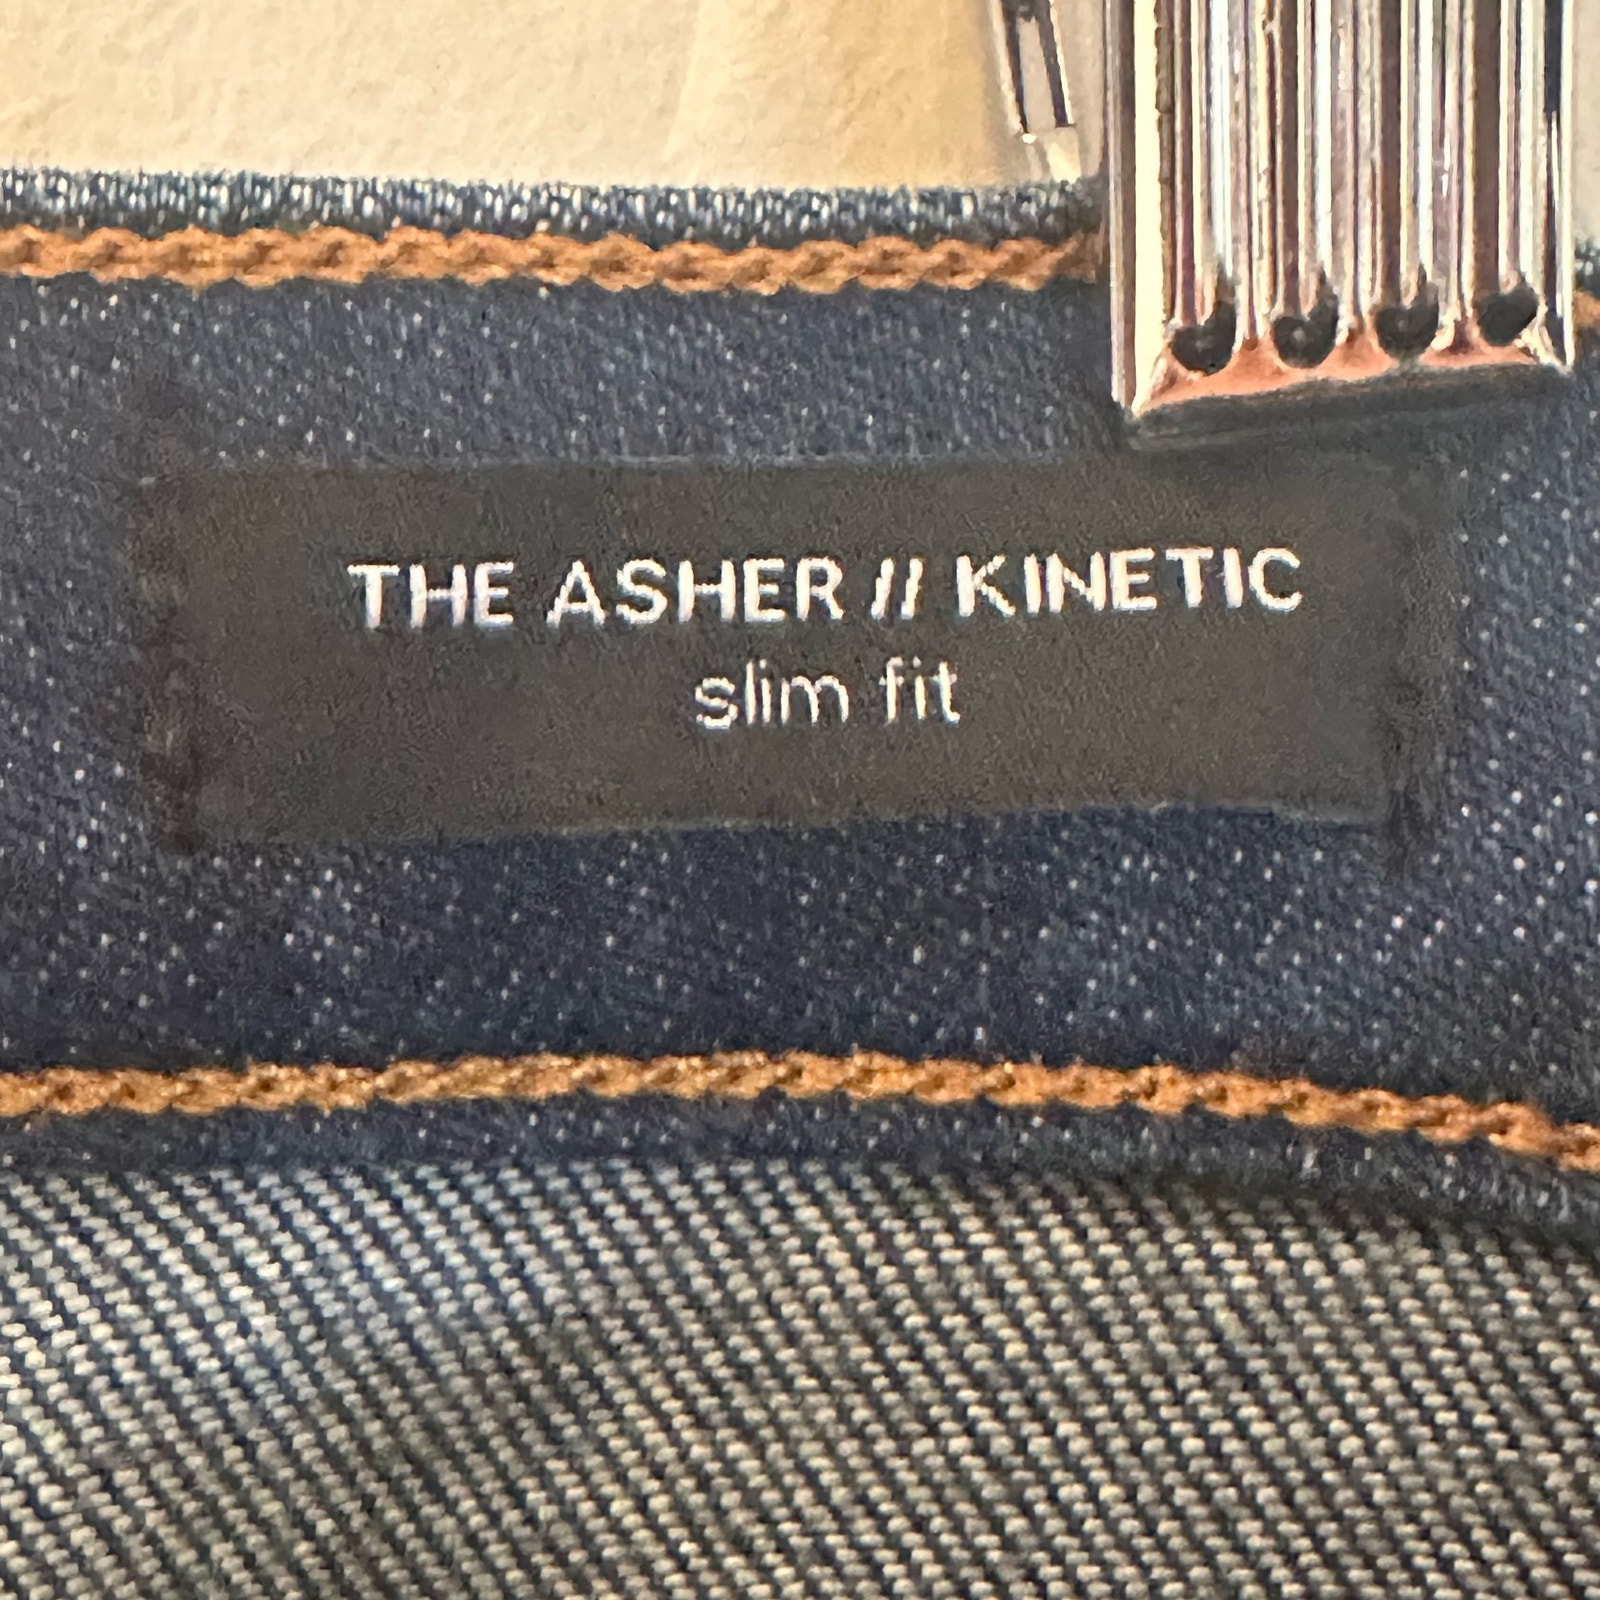 THE ASHER // KINETIC
slim fit